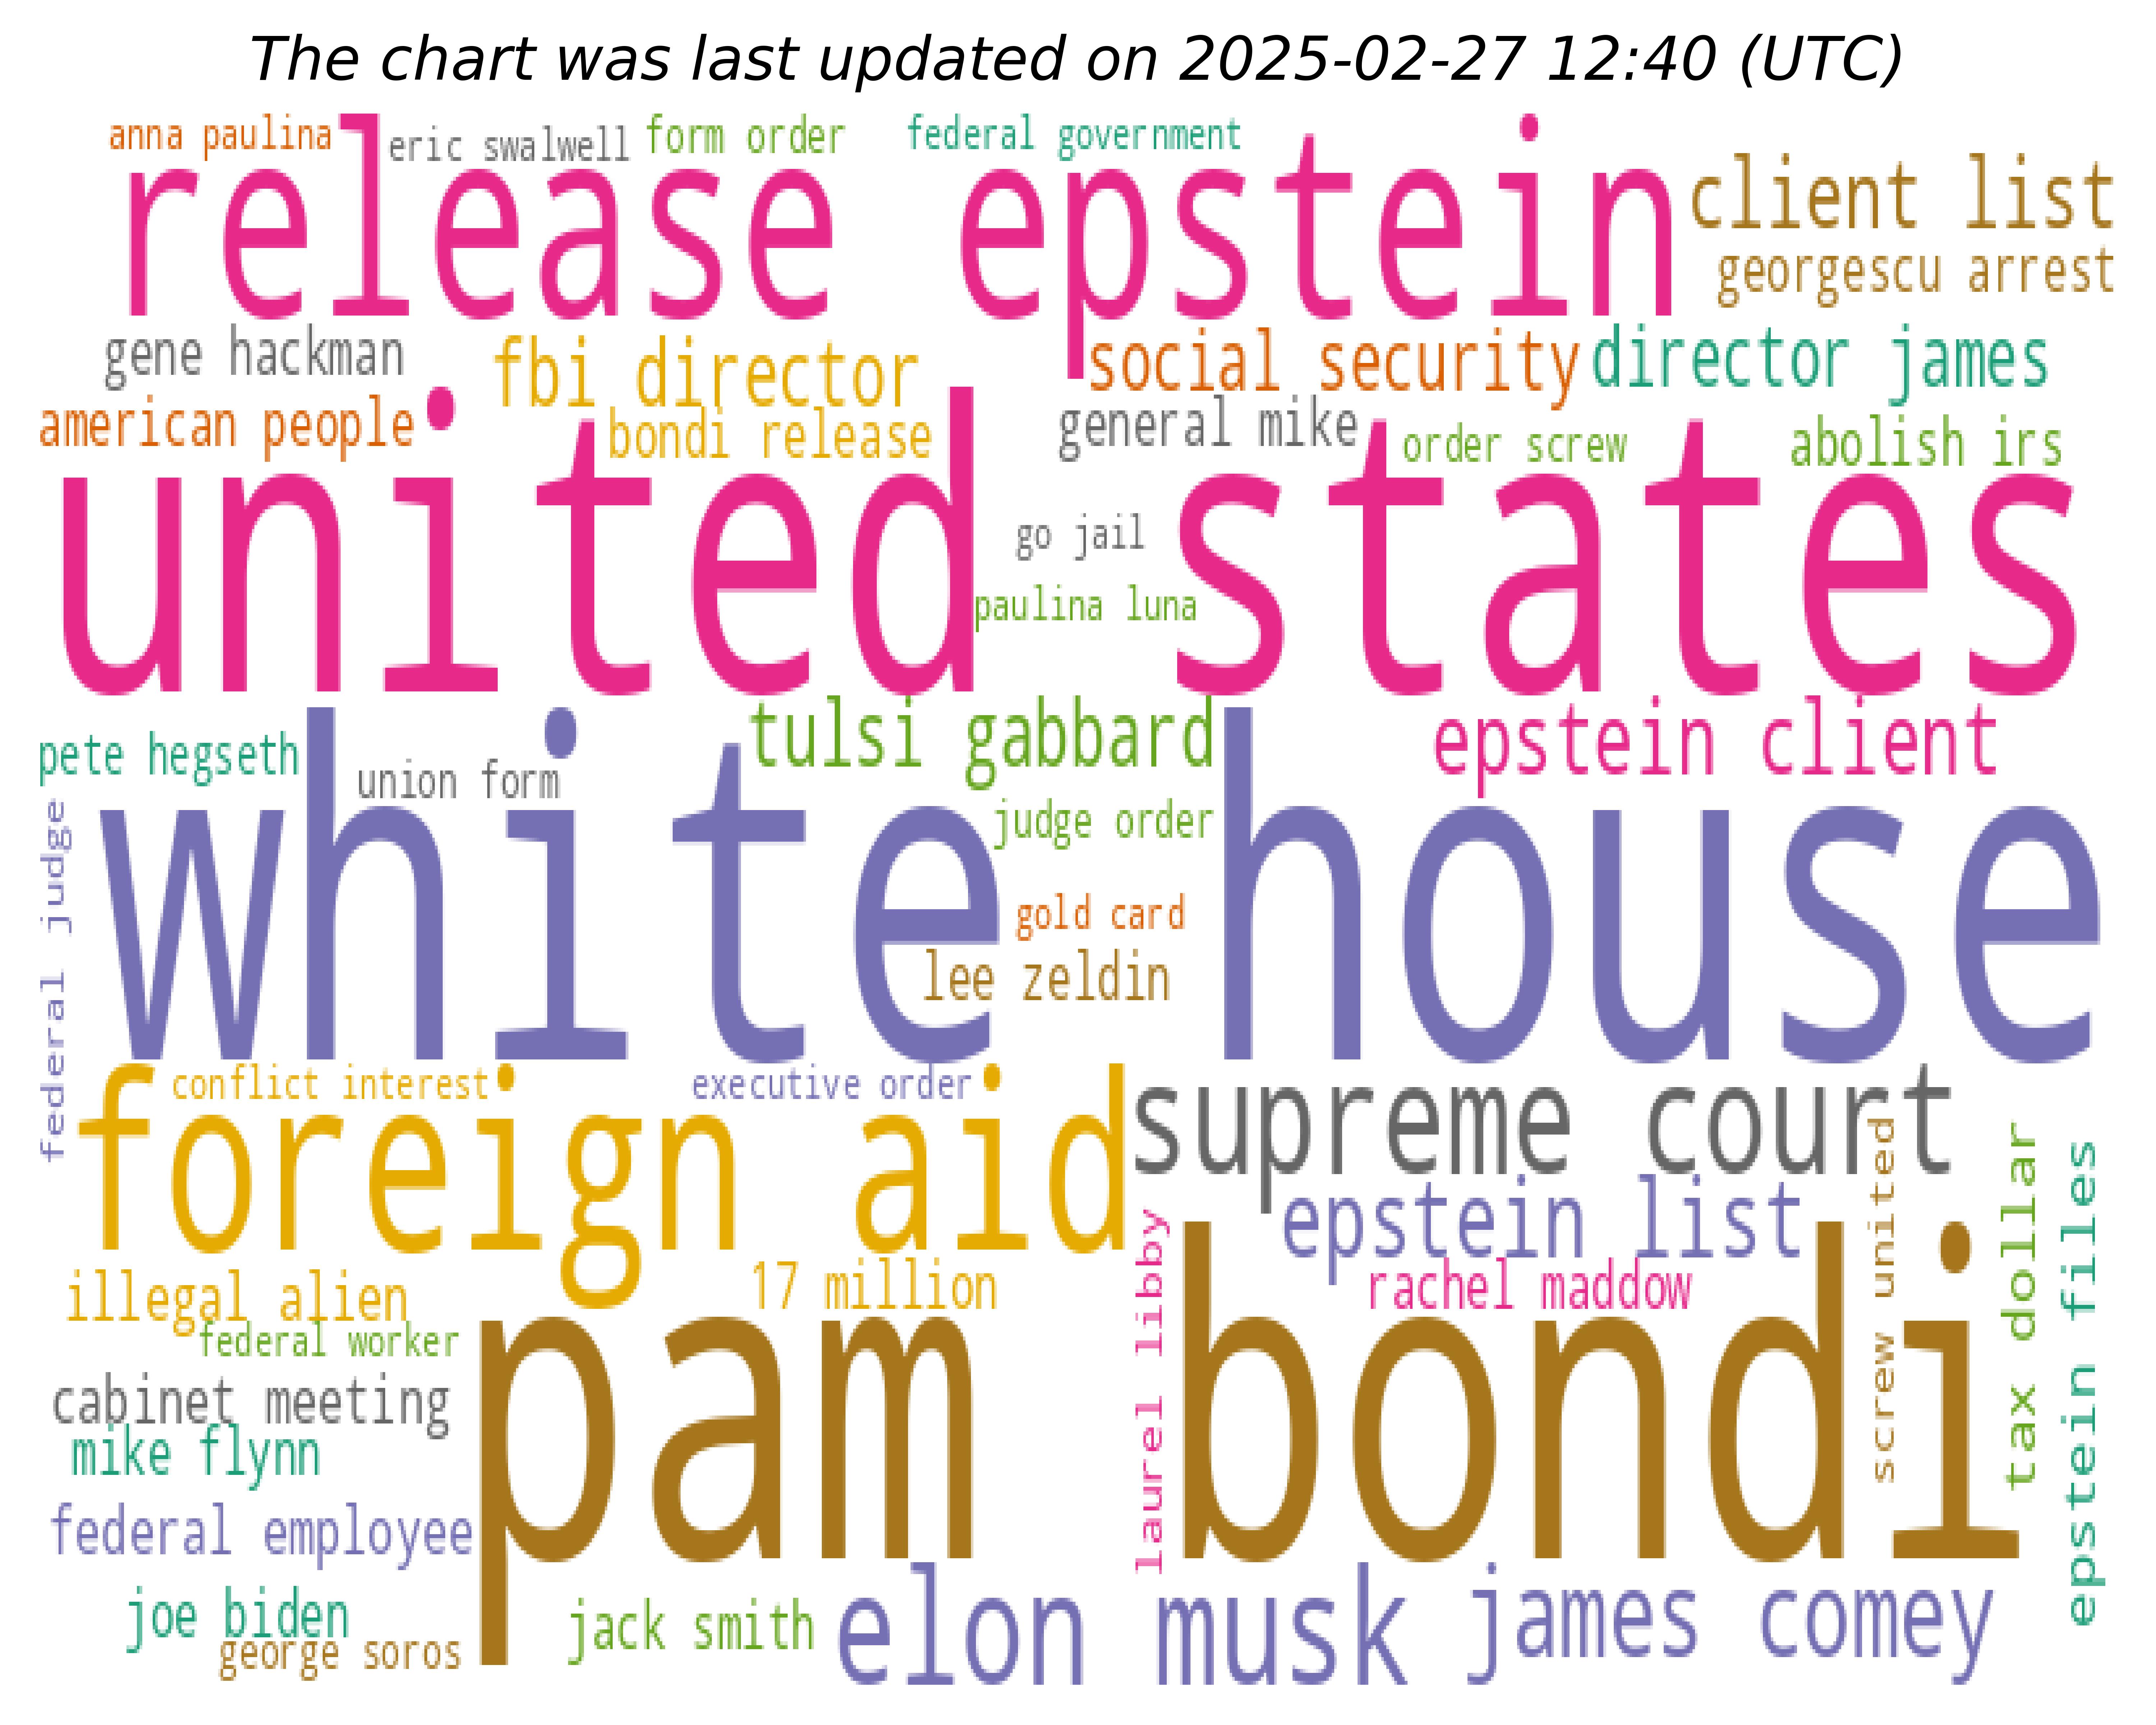 The chart was last updated on 2025-02-27 12:40 (UTC)
anna paulina
eric swalwell
form order
federal government
release epstein
client list
georgescu arrest
gene hackman
fbi director
social security
director james
american people
bondi release
general mike
order screw
abolish irs
united states
go jail
paulina luna
tulsi gabbard
epstein client
pete hegseth
union form
judge order
federal judge
white house
gold card
lee zeldin
conflict interest
executive order
foreign aid
supreme court
epstein list
screw united
tax dollar
epstein files
illegal alien
17 million
rachel maddow
laurel libby
federal worker
pam bondi
cabinet meeting
mike flynn
federal employee
joe biden
george soros
jack smith
elon musk
james comey